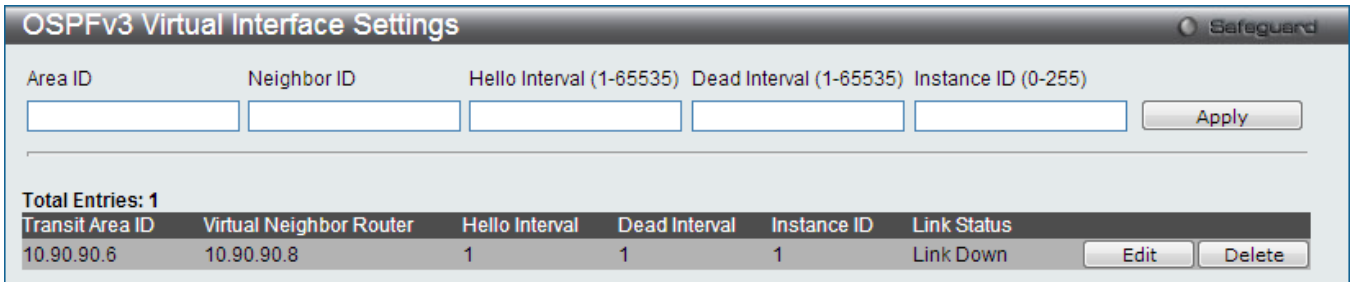 OSPFv3 Virtual Interface Settings Safeguard
Area ID Neighbor ID Hello Interval (1-65535) Dead Interval (1-65535) Instance ID (0-255)
Apply
Total Entries: 1
Transit Area ID Virtual Neighbor Router Hello Interval Dead Interval Instance ID Link Status
10.90.90.6 10.90.90.8 1 1 1 Link Down Edit Delete